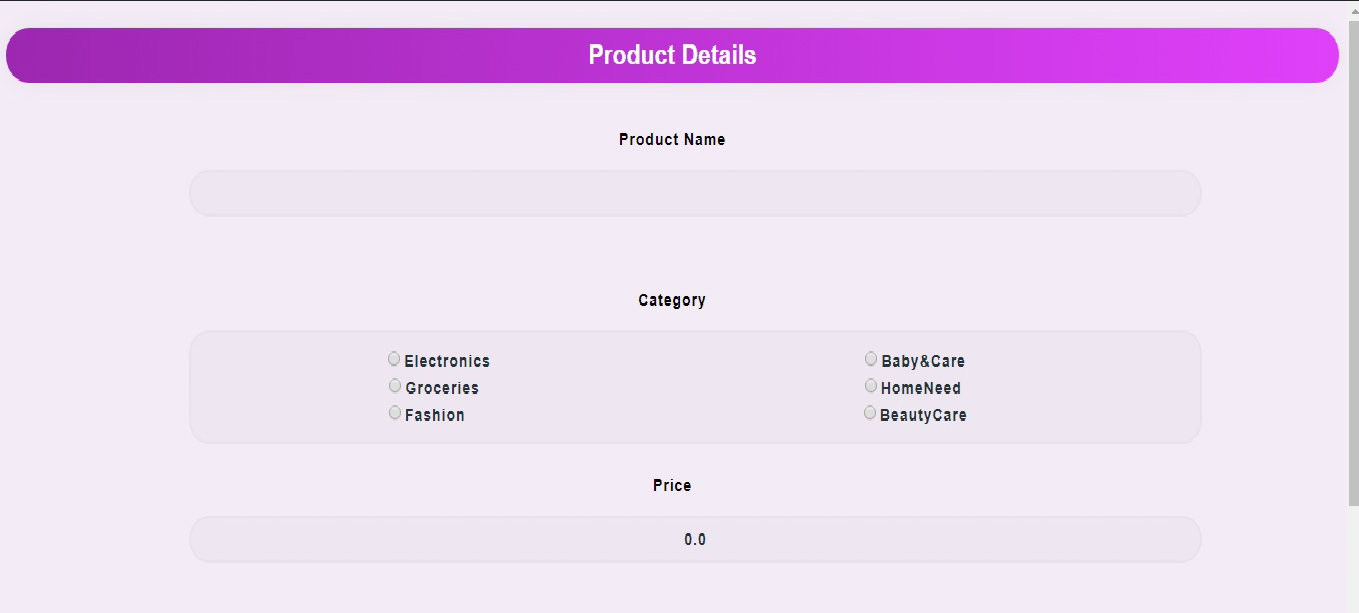 Product Details
Product Name
Category
Electronics Baby&Care
Groceries HomeNeed
Fashion BeautyCare
Price
0.0